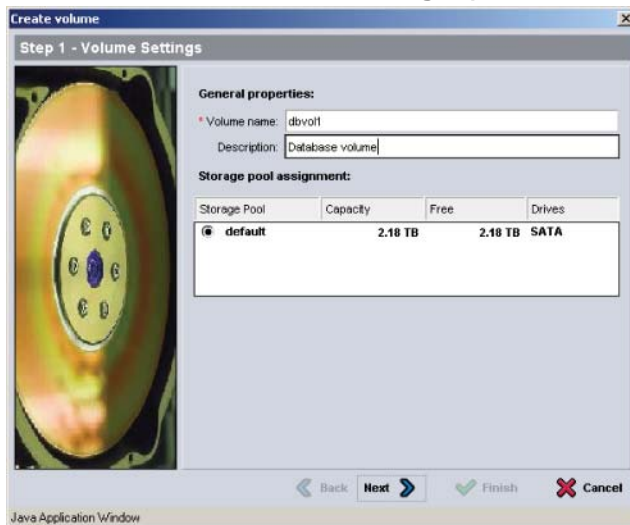 Create volume
Step 1 - Volume Settings
General properties:
* Volume name: dbvol1
Description: Database volume
Storage pool assignment:
Storage Pool Capacity Free Drives
default 2.18 TB 2.18 TB SATA
Back Next Finish Cancel
Java Application Window